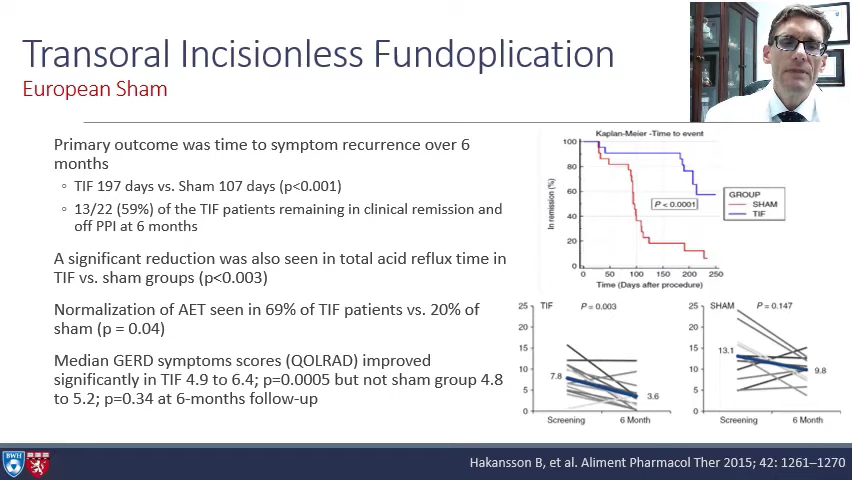 Transoral Incisionless Fundoplication
European Sham
Primary outcome was time to symptom recurrence over 6
months
◦ TIF 197 days vs. Sham 107 days (p<0.001)
◦ 13/22 (59%) of the TIF patients remaining in clinical remission and
off PPI at 6 months
A significant reduction was also seen in total acid reflux time in
TIF vs. sham groups (p<0.003)
Normalization of AET seen in 69% of TIF patients vs. 20% of
sham (p = 0.04)
Median GERD symptoms scores (QOLRAD) improved
significantly in TIF 4.9 to 6.4; p=0.0005 but not sham group 4.8
to 5.2; p=0.34 at 6-months follow-up
Kaplan-Meier -Time to event
In remission (%)
100
80
60
40
20
0
P < 0.0001
GROUP
SHAM
TIF
0 50 100 150 200 250
Time (Days after procedure)
TIF P = 0.003
25
20
15
10
5
0
7.8
3.6
Screening 6 Month
SHAM P = 0.147
25
20
15
10
5
0
13.1
9.8
Screening 6 Month
BWH
Hakansson B, et al. Aliment Pharmacol Ther 2015; 42: 1261–1270